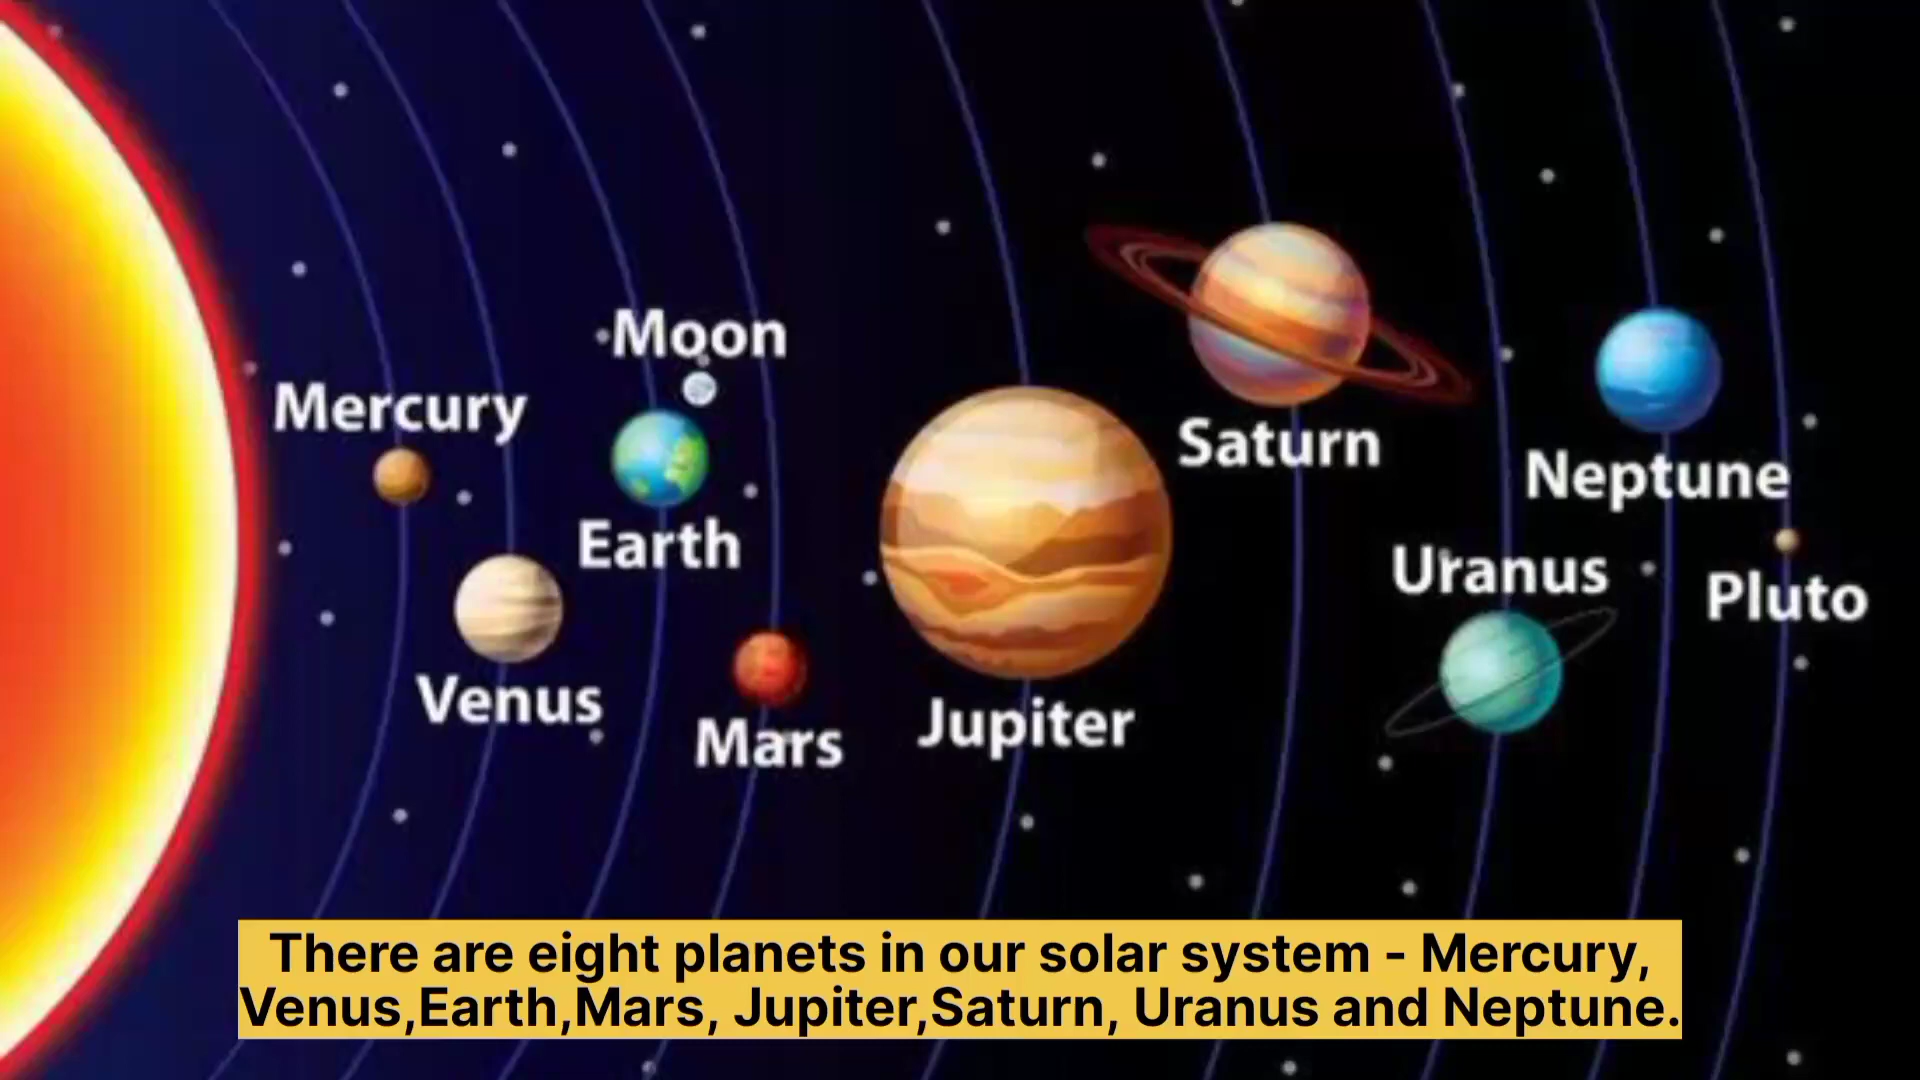 Moon
Mercury
Saturn
Neptune
Earth
Uranus
Pluto
Venus
Mars
Jupiter
There are eight planets in our solar system - Mercury,
Venus,Earth,Mars, Jupiter,Saturn, Uranus and Neptune.